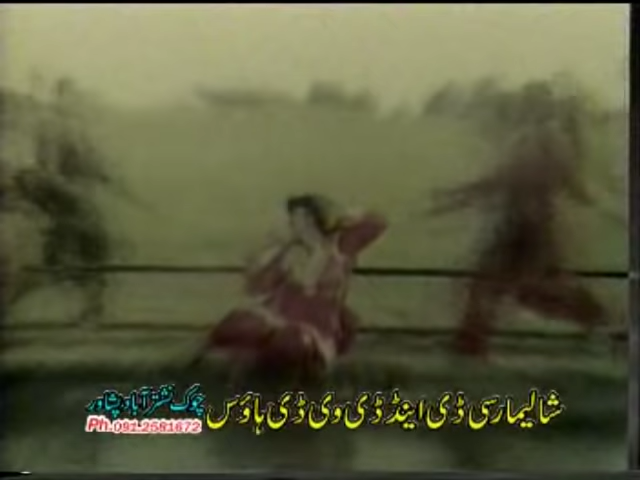 شالیمار سی ڈی اینڈ ڈی وی ڈی ہاؤس
چوک نشتر آباد پشاور
Ph.091.2581672